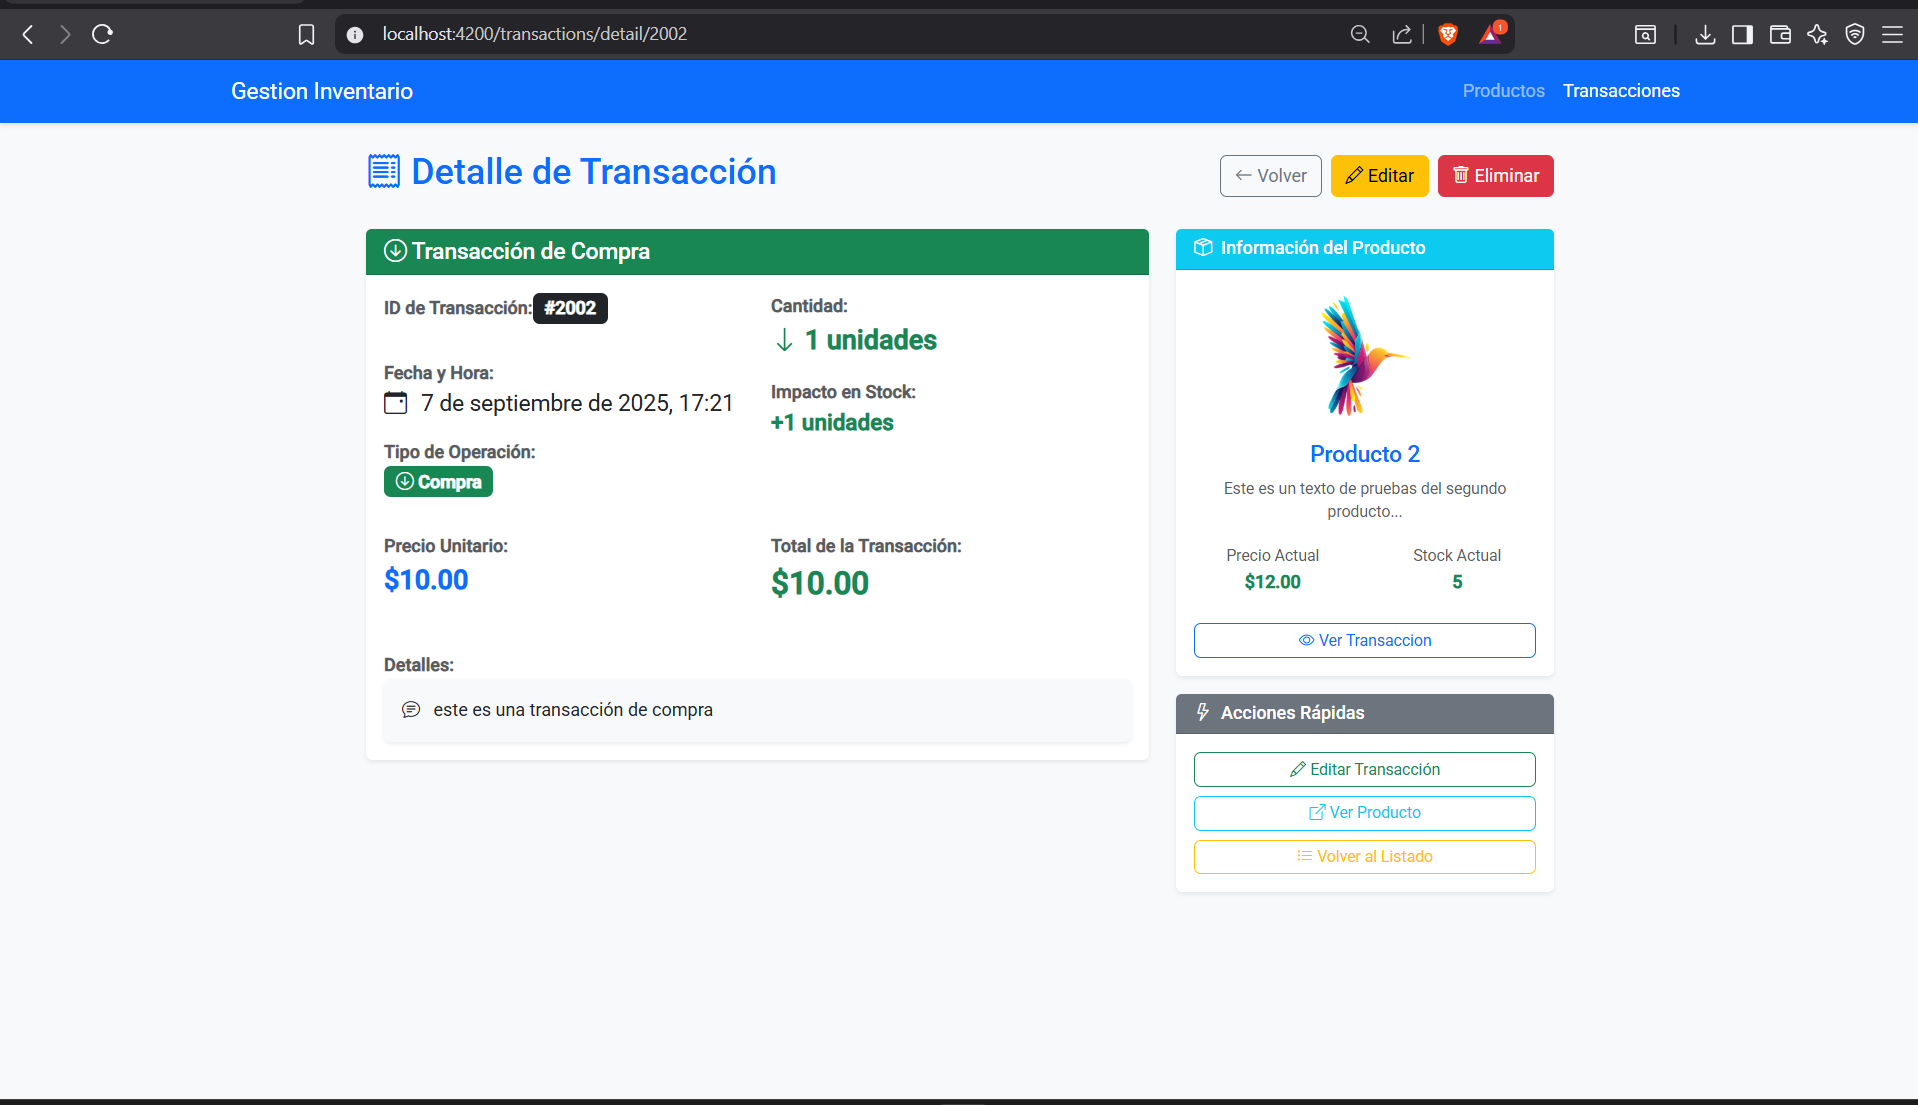 localhost:4200/transactions/detail/2002
1
Gestion Inventario
Productos
Transacciones
Detalle de Transacción
Volver
Editar
Eliminar
Transacción de Compra
ID de Transacción: #2002
Fecha y Hora:
7 de septiembre de 2025, 17:21
Tipo de Operación:
Compra
Cantidad:
1 unidades
Impacto en Stock:
+1 unidades
Precio Unitario:
$10.00
Total de la Transacción:
$10.00
Detalles:
este es una transacción de compra
Información del Producto
Producto 2
Este es un texto de pruebas del segundo
producto...
Precio Actual
$12.00
Stock Actual
5
Ver Transaccion
Acciones Rápidas
Editar Transacción
Ver Producto
Volver al Listado